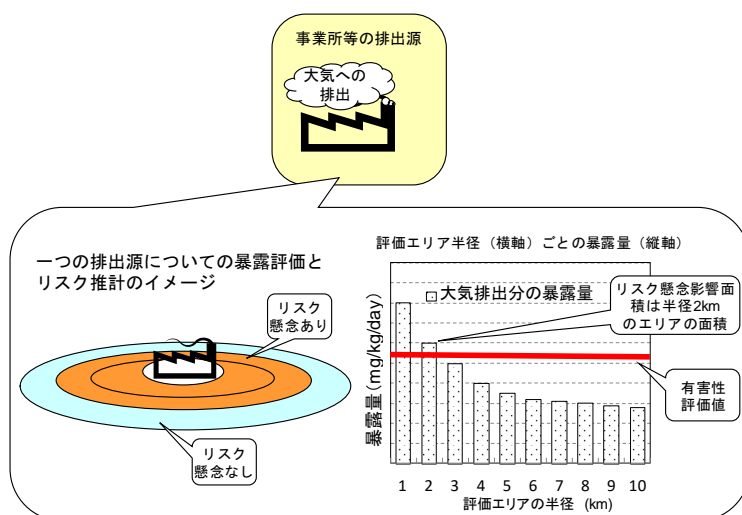 事業所等の排出源
大気への
排出
一つの排出源についての暴露評価と
リスク推計のイメージ
リスク
懸念あり
リスク
懸念なし
評価エリア半径（横軸）ごとの暴露量（縦軸）
大気排出分の暴露量
リスク懸念影響面
積は半径2km
のエリアの面積
有害性
評価値
暴露量(mg/kg/day)
1 2 3 4 5 6 7 8 9 10
評価エリアの半径 (km)